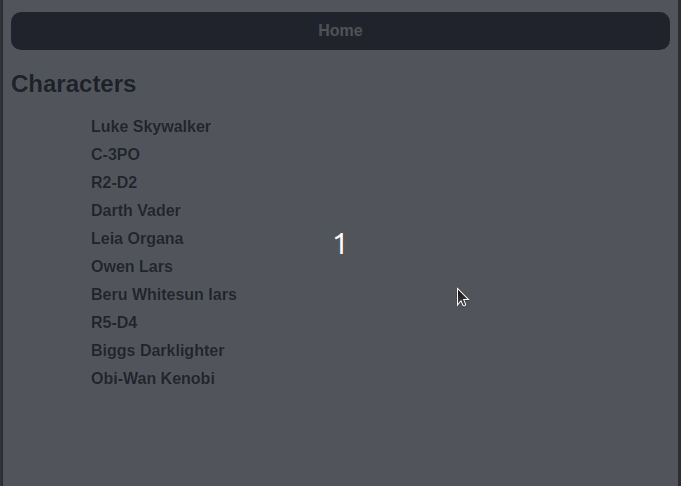 Home
Characters
Luke Skywalker
C-3PO
R2-D2
Darth Vader
Leia Organa
1
Owen Lars
Beru Whitesun lars
R5-D4
Biggs Darklighter
Obi-Wan Kenobi